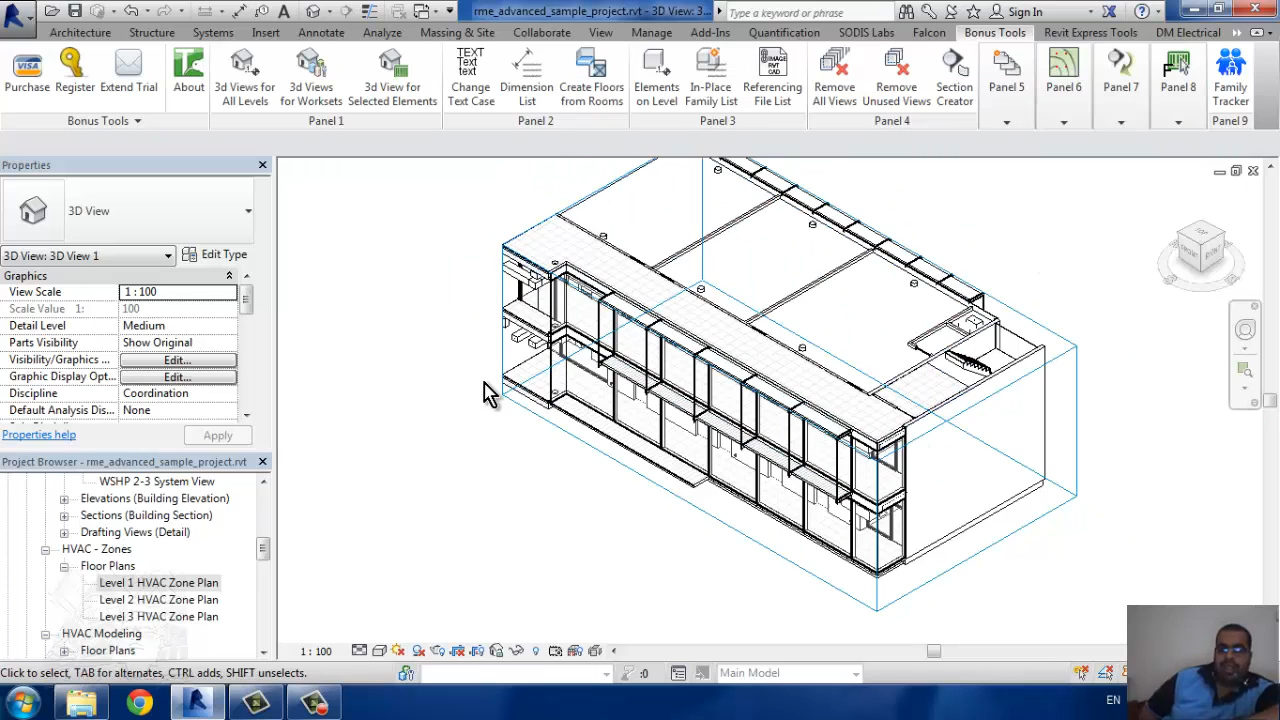 rme_advanced_sample_project.rvt - 3D View: 3...
Type a keyword or phrase
Sign In
Architecture Structure Systems Insert Annotate Analyze Massing & Site Collaborate View Manage Add-Ins Quantification SODIS Labs Falcon Bonus Tools Revit Express Tools DM Electrical
VISA
Purchase Register Extend Trial About
3d Views for All Levels
3d Views for Worksets
3d View for Selected Elements
TEXT
Text
text
Change Text Case
Dimension List
Create Floors from Rooms
Elements on Level
In-Place Family List
IMAGE
RVT
CAD
Referencing File List
Remove All Views
Remove Unused Views
Section Creator
Panel 5
Panel 6
Panel 7
Panel 8
Family Tracker
Bonus Tools Panel 1 Panel 2 Panel 3 Panel 4 Panel 9
Properties
3D View
3D View: 3D View 1 Edit Type
Graphics
View Scale 1 : 100
Scale Value 1: 100
Detail Level Medium
Parts Visibility Show Original
Visibility/Graphics ... Edit...
Graphic Display Opt... Edit...
Discipline Coordination
Default Analysis Dis... None
Properties help Apply
Project Browser - rme_advanced_sample_project.rvt
WSHP 2-3 System View
Elevations (Building Elevation)
Sections (Building Section)
Drafting Views (Detail)
HVAC - Zones
Floor Plans
Level 1 HVAC Zone Plan
Level 2 HVAC Zone Plan
Level 3 HVAC Zone Plan
HVAC Modeling
Floor Plans
TOP
FRONT
1 : 100
Click to select, TAB for alternates, CTRL adds, SHIFT unselects.
:0
Main Model
EN